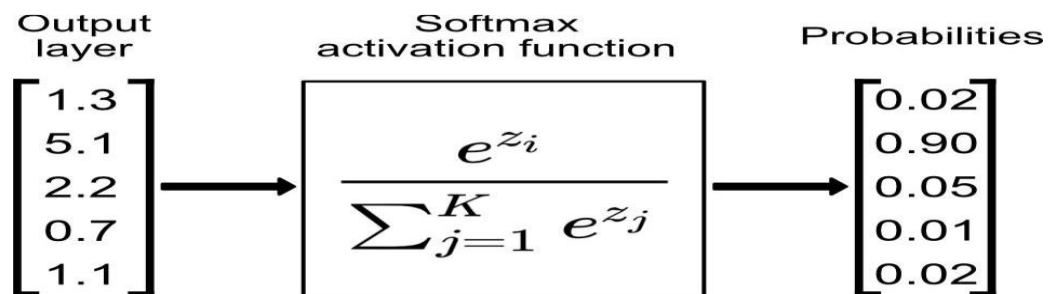 Output
layer
Softmax
activation function
Probabilities
1.3
5.1
2.2
0.7
1.1
e^{z_i}
∑_{j=1}^{K} e^{z_j}
0.02
0.90
0.05
0.01
0.02